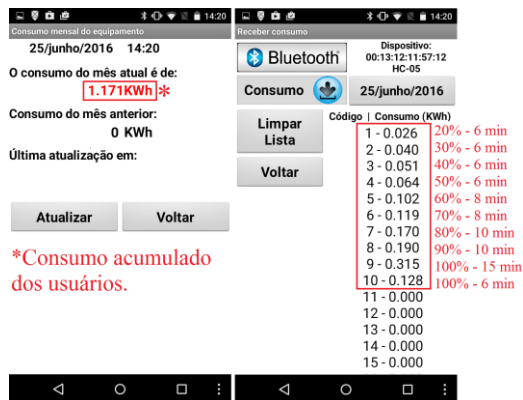 14:20
Consumo mensal do equipamento
25/junho/2016 14:20
O consumo do mês atual é de:
1.171KWh *
Consumo do mês anterior:
0 KWh
Última atualização em:
Atualizar
Voltar
*Consumo acumulado
dos usuários.
14:20
Receber consumo
Bluetooth
Dispositivo:
00:13:12:11:57:12
HC-05
Consumo
25/junho/2016
Limpar
Lista
Voltar
Código | Consumo (KWh)
1 - 0.026 20% - 6 min
2 - 0.040 30% - 6 min
3 - 0.051 40% - 6 min
4 - 0.064 50% - 6 min
5 - 0.102 60% - 8 min
6 - 0.119 70% - 8 min
7 - 0.170 80% - 10 min
8 - 0.190 90% - 10 min
9 - 0.315 100% - 15 min
10 - 0.128 100% - 6 min
11 - 0.000
12 - 0.000
13 - 0.000
14 - 0.000
15 - 0.000